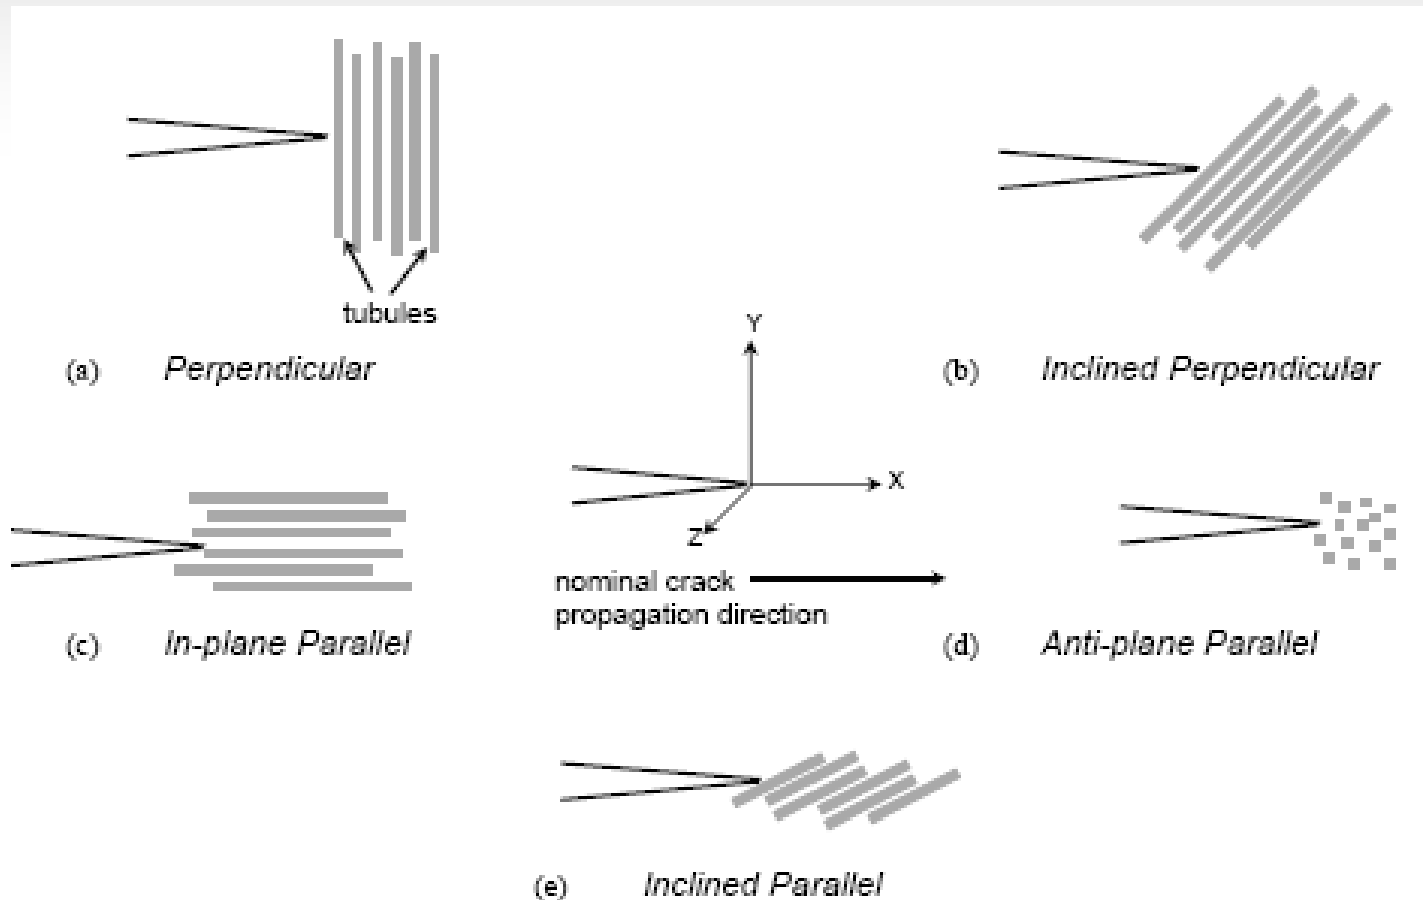 tubules
(a) Perpendicular
(b) Inclined Perpendicular
Y
X
Z
nominal crack
propagation direction
(c) In-plane Parallel
(d) Anti-plane Parallel
(e) Inclined Parallel